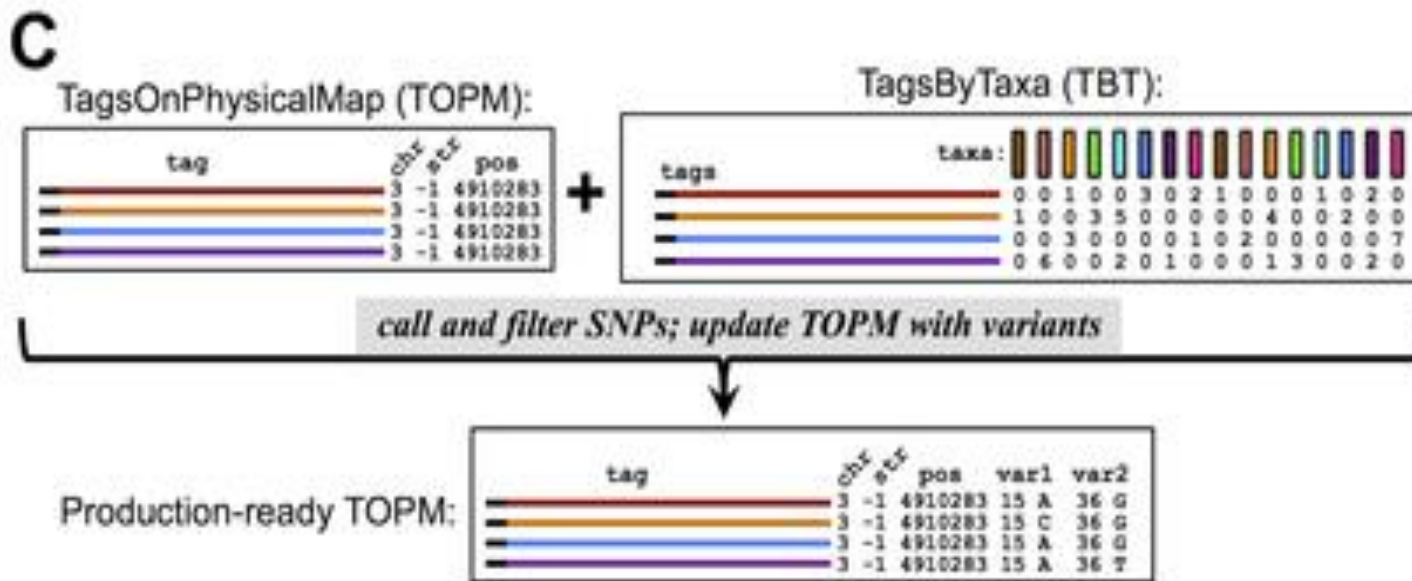 C
TagsOnPhysicalMap (TOPM):
tag chr str pos
3 -1 4910283
3 -1 4910283
3 -1 4910283
3 -1 4910283
+
TagsByTaxa (TBT):
taxa:
tags
0 0 1 0 0 3 0 2 1 0 0 0 1 0 2 0
1 0 0 3 5 0 0 0 0 0 4 0 0 2 0 0
0 0 3 0 0 0 0 1 0 2 0 0 0 0 0 7
0 6 0 0 2 0 1 0 0 0 1 3 0 0 2 0
call and filter SNPs; update TOPM with variants
Production-ready TOPM:
tag chr str pos var1 var2
3 -1 4910283 15 A 36 G
3 -1 4910283 15 C 36 G
3 -1 4910283 15 A 36 G
3 -1 4910283 15 A 36 T